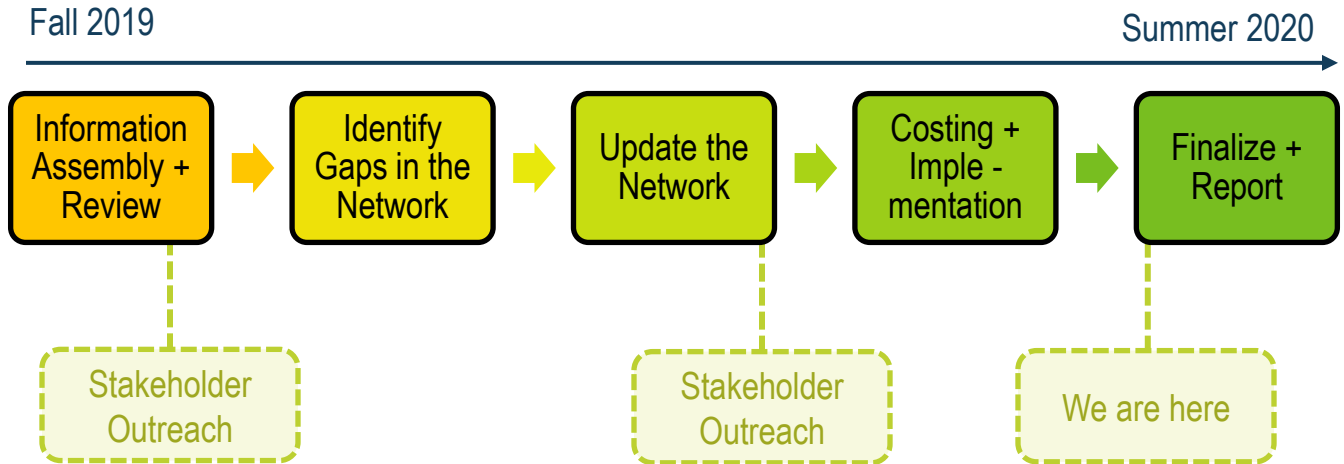 Fall 2019
Summer 2020
Information
Assembly +
Review
Identify
Gaps in the
Network
Update the
Network
Costing +
Imple -
mentation
Finalize +
Report
Stakeholder
Outreach
Stakeholder
Outreach
We are here